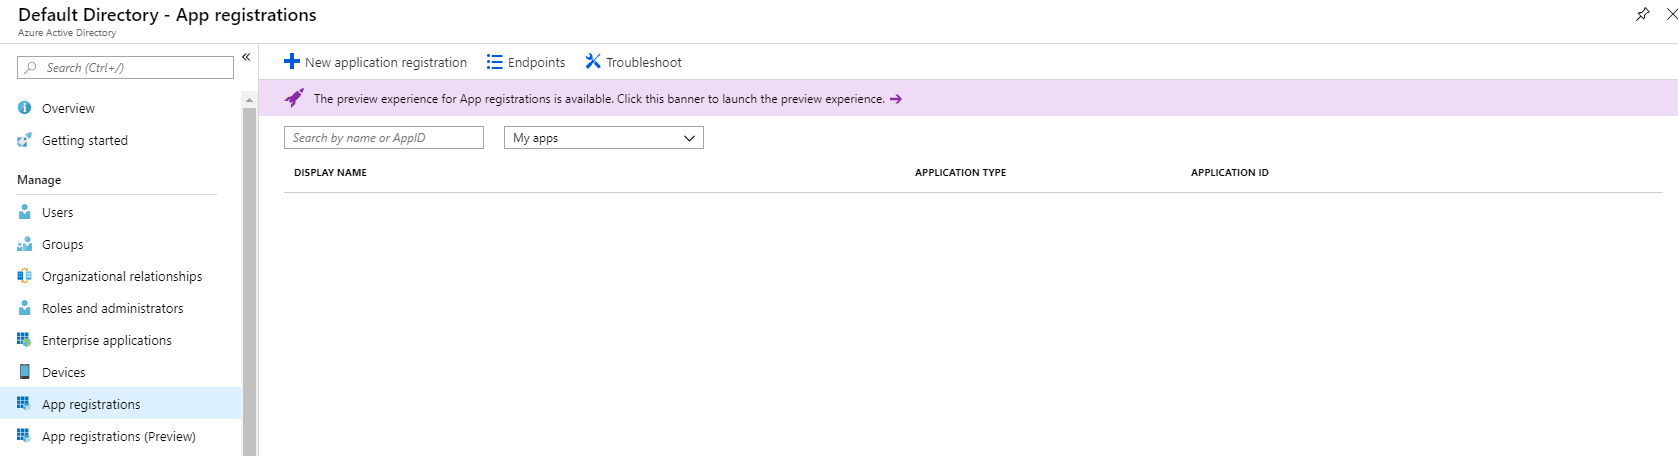 Default Directory - App registrations
Azure Active Directory
Search (Ctrl+/)
Overview
Getting started
Manage
Users
Groups
Organizational relationships
Roles and administrators
Enterprise applications
Devices
App registrations
App registrations (Preview)
New application registration Endpoints Troubleshoot
The preview experience for App registrations is available. Click this banner to launch the preview experience. →
Search by name or AppID My apps
DISPLAY NAME APPLICATION TYPE APPLICATION ID